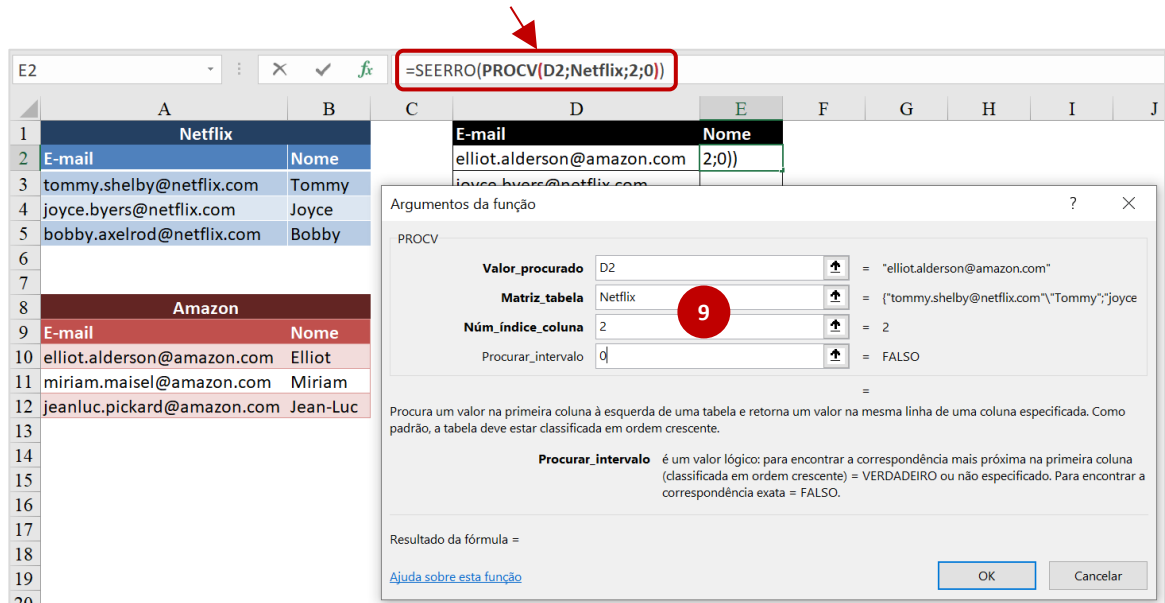 E2 fx =SEERRO(PROCV(D2;Netflix;2;0))
A B C D E F G H I J
1 Netflix E-mail Nome
2 E-mail Nome elliot.alderson@amazon.com 2;0))
3 tommy.shelby@netflix.com Tommy joyce.byers@netflix.com
4 joyce.byers@netflix.com Joyce
5 bobby.axelrod@netflix.com Bobby
6
7
8 Amazon
9 E-mail Nome
10 elliot.alderson@amazon.com Elliot
11 miriam.maisel@amazon.com Miriam
12 jeanluc.pickard@amazon.com Jean-Luc
13
14
15
16
17
18
19
20
Argumentos da função ?
PROCV
Valor_procurado D2 = "elliot.alderson@amazon.com"
Matriz_tabela Netflix = {"tommy.shelby@netflix.com"\"Tommy";"joyce
9
Núm_índice_coluna 2 = 2
Procurar_intervalo 0 = FALSO
=
Procura um valor na primeira coluna à esquerda de uma tabela e retorna um valor na mesma linha de uma coluna especificada. Como
padrão, a tabela deve estar classificada em ordem crescente.
Procurar_intervalo é um valor lógico: para encontrar a correspondência mais próxima na primeira coluna
(classificada em ordem crescente) = VERDADEIRO ou não especificado. Para encontrar a
correspondência exata = FALSO.
Resultado da fórmula =
Ajuda sobre esta função OK Cancelar